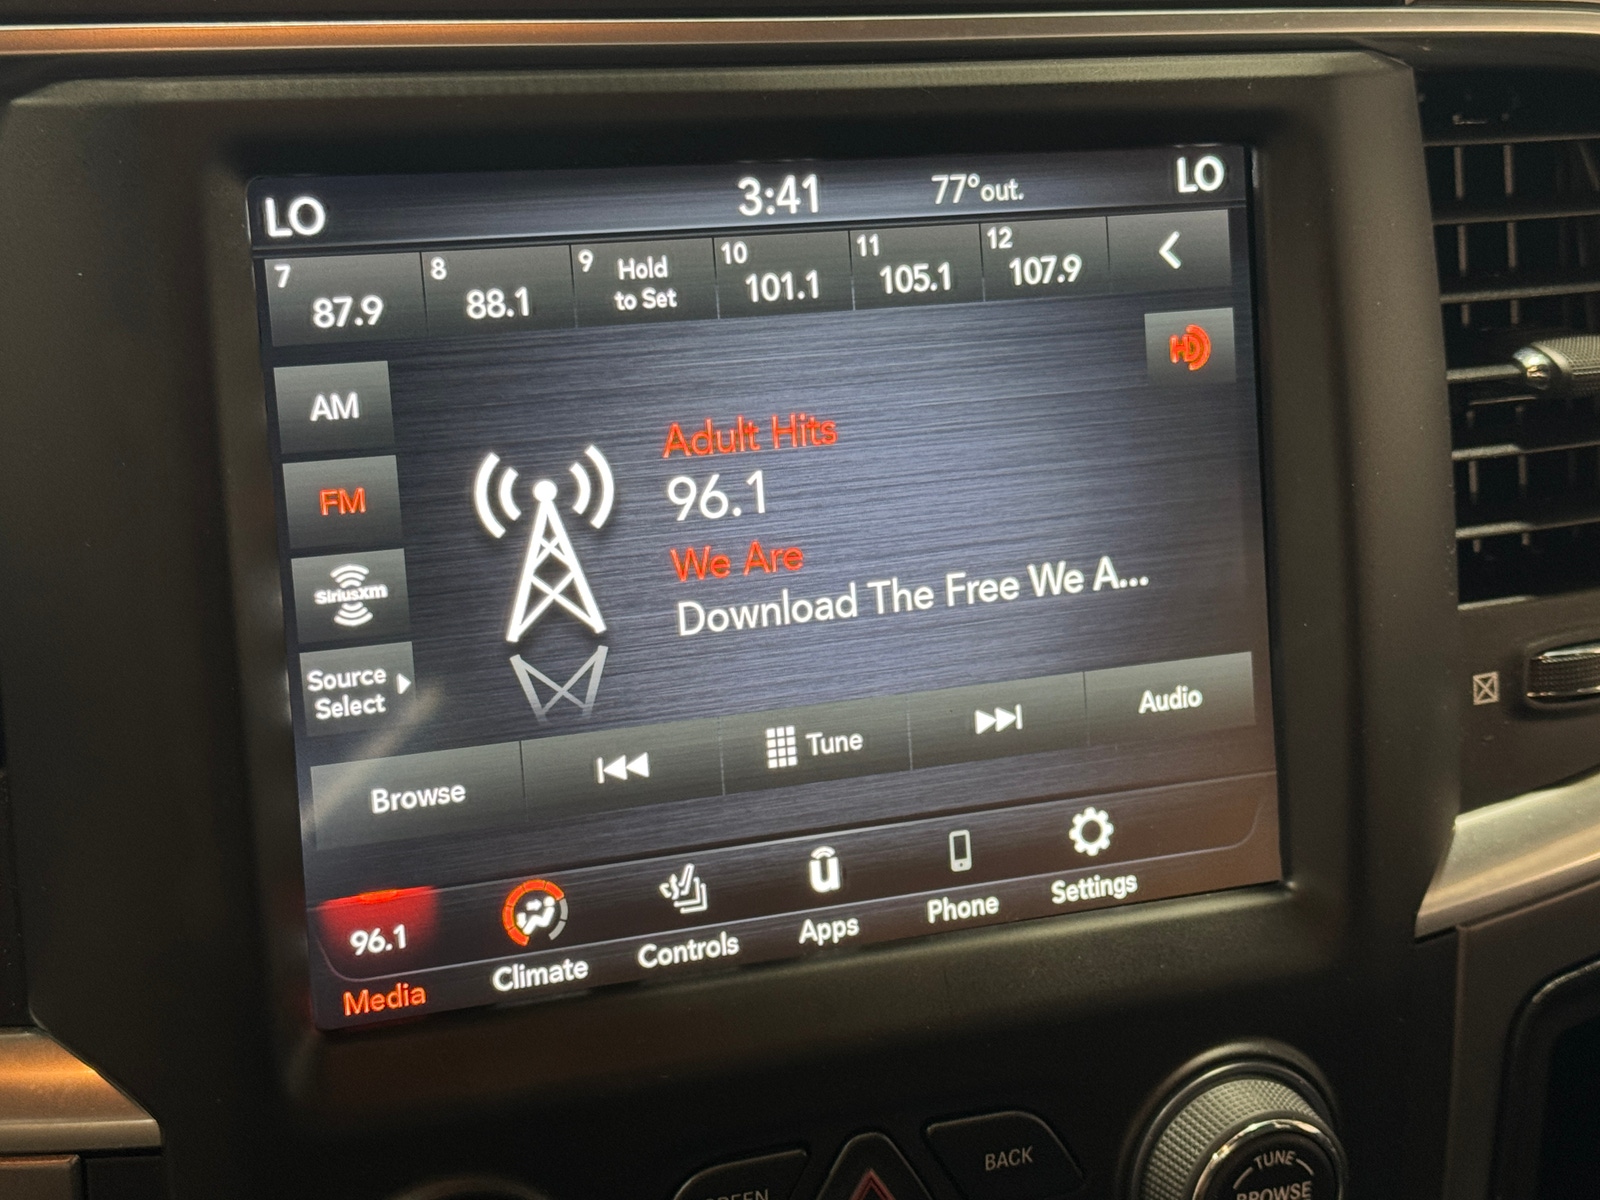 LO 3:41 77°out. LO
7 87.9
8 88.1
9 Hold
to Set
10 101.1
11 105.1
12 107.9
HD
AM
FM
SiriusXM
Source
Select
Adult Hits
96.1
We Are
Download The Free We A...
Browse
Tune
Audio
96.1
Media
Climate
Controls
u
Apps
Phone
Settings
BACK
TUNE
BROWSE